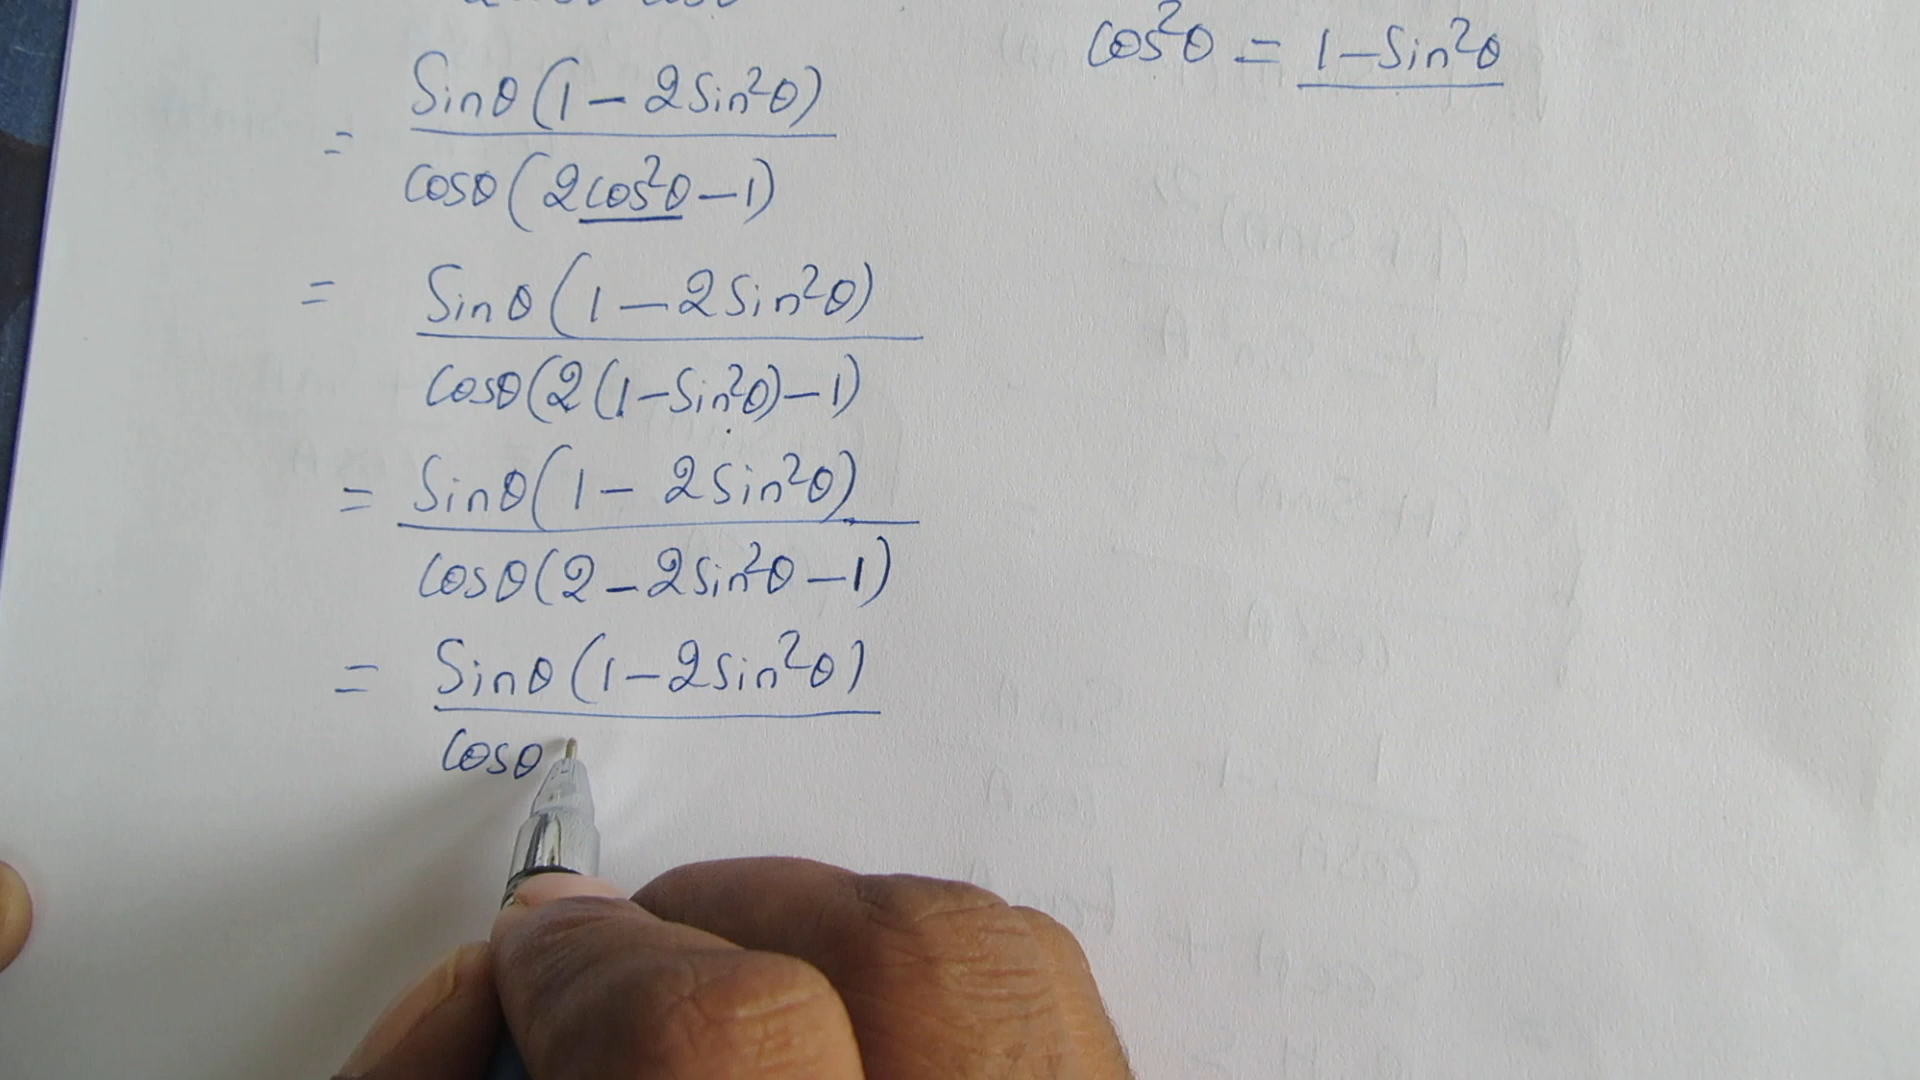 cos²θ = 1-Sin²θ
= Sinθ(1 - 2Sin²θ)
cosθ(2cos²θ-1)
= Sinθ(1-2Sin²θ)
cosθ(2(1-Sin²θ)-1)
= Sinθ(1- 2Sin²θ)
cosθ(2-2Sin²θ-1)
= Sinθ(1-2Sin²θ)
cosθ